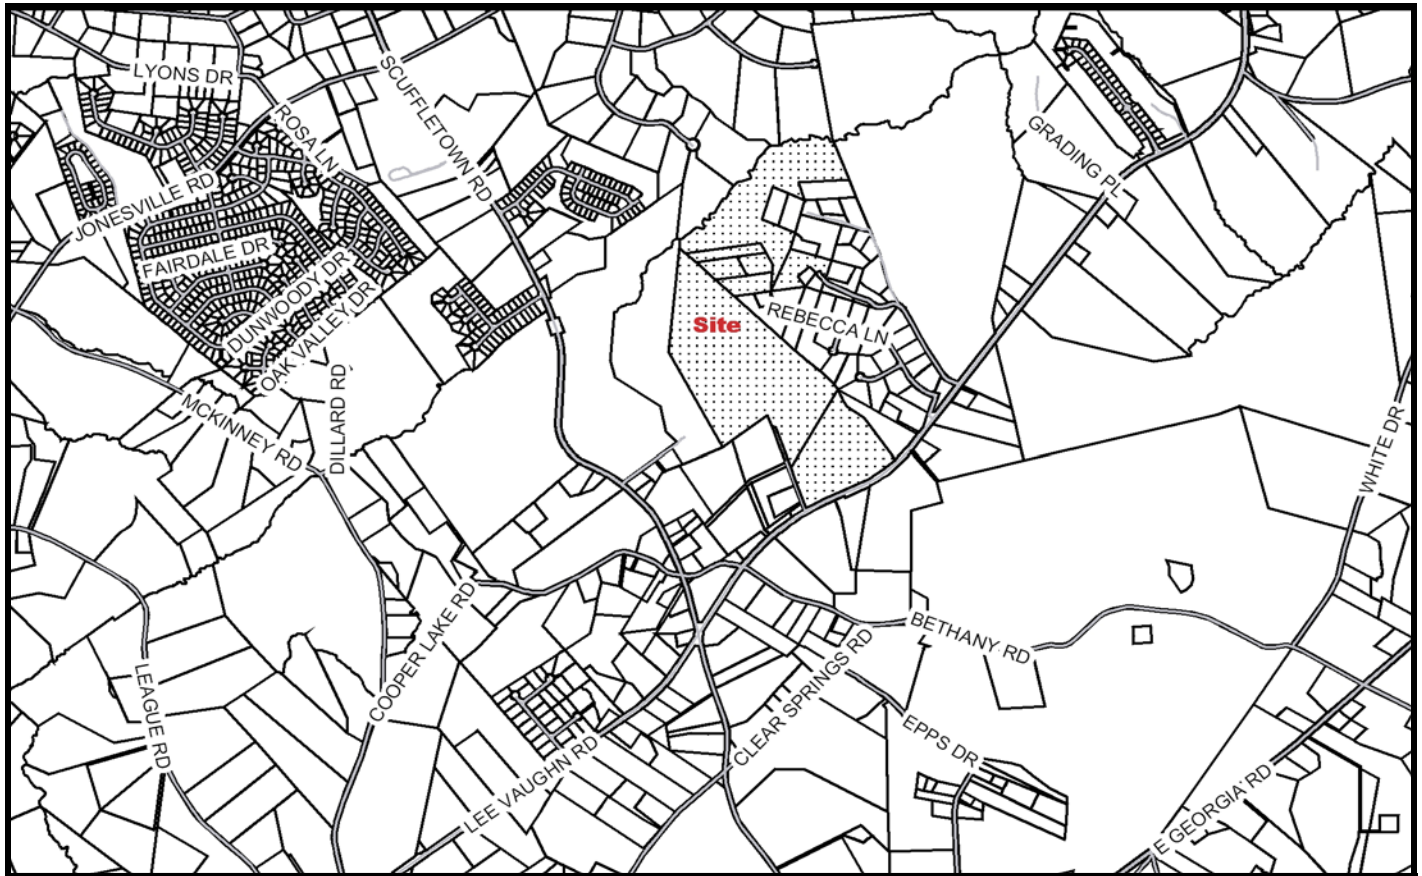 LYONS DR
SCUFFLETOWN RD
ROSA LN
GRADING PL
JONESVILLE RD
FAIRDALE DR
DUNWOODY DR
OAK VALLEY DR
Site
REBECCA LN
DILLARD RD
MCKINNEY RD
WHITE DR
COOPER LAKE RD
BETHANY RD
LEAGUE RD
CLEAR SPRINGS RD
EPPS DR
LEE VAUGHN RD
E GEORGIA RD